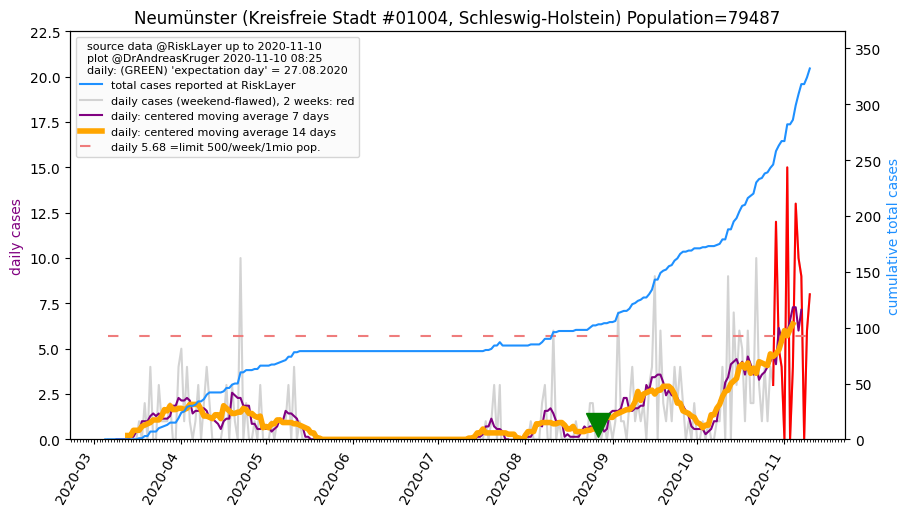 Neumünster (Kreisfreie Stadt #01004, Schleswig-Holstein) Population=79487
source data @RiskLayer up to 2020-11-10
plot @DrAndreasKruger 2020-11-10 08:25
daily: (GREEN) 'expectation day' = 27.08.2020
total cases reported at RiskLayer
daily cases (weekend-flawed), 2 weeks: red
daily: centered moving average 7 days
daily: centered moving average 14 days
daily 5.68 =limit 500/week/1mio pop.
daily cases
22.5
20.0
17.5
15.0
12.5
10.0
7.5
5.0
2.5
0.0
350
300
250
200
150
100
50
0
cumulative total cases
2020-03
2020-04
2020-05
2020-06
2020-07
2020-08
2020-09
2020-10
2020-11